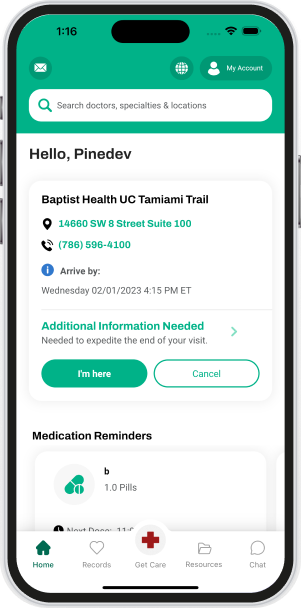 1:16
My Account
Search doctors, specialties & locations
Hello, Pinedev
Baptist Health UC Tamiami Trail
14660 SW 8 Street Suite 100
(786) 596-4100
Arrive by:
Wednesday 02/01/2023 4:15 PM ET
Additional Information Needed
Needed to expedite the end of your visit.
I'm here Cancel
Medication Reminders
b
1.0 Pills
Next Dose:
Home Records Get Care Resources Chat